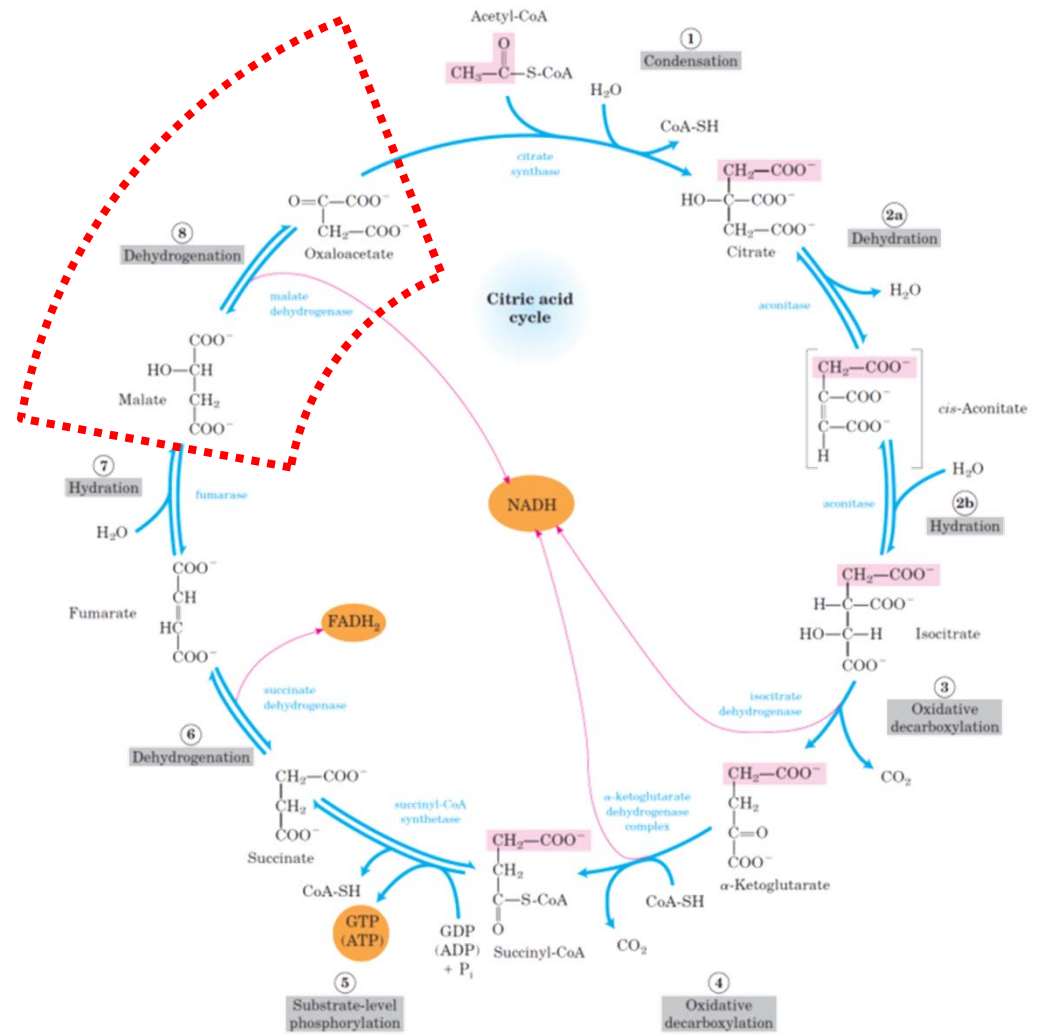 Acetyl-CoA
O
CH₃—C—S-CoA
1
Condensation
H₂O
CoA-SH
citrate
synthase
CH₂—COO⁻
HO—C—COO⁻
CH₂—COO⁻
Citrate
2a
Dehydration
H₂O
aconitase
CH₂—COO⁻
C—COO⁻
C—COO⁻
H
cis-Aconitate
aconitase
H₂O
2b
Hydration
CH₂—COO⁻
H—C—COO⁻
HO—C—H
COO⁻
Isocitrate
3
Oxidative
decarboxylation
isocitrate
dehydrogenase
CO₂
CH₂—COO⁻
CH₂
C=O
COO⁻
α-Ketoglutarate
α-ketoglutarate
dehydrogenase
complex
CoA-SH
CO₂
4
Oxidative
decarboxylation
CH₂—COO⁻
CH₂
C—S-CoA
O
Succinyl-CoA
succinyl-CoA
synthetase
GDP
(ADP)
+ Pᵢ
CoA-SH
GTP
(ATP)
5
Substrate-level
phosphorylation
CH₂—COO⁻
CH₂
COO⁻
Succinate
6
Dehydrogenation
succinate
dehydrogenase
FADH₂
COO⁻
CH
HC
COO⁻
Fumarate
7
Hydration
H₂O
fumarase
COO⁻
HO—CH
Malate CH₂
COO⁻
8
Dehydrogenation
malate
dehydrogenase
O=C—COO⁻
CH₂—COO⁻
Oxaloacetate
Citric acid
cycle
NADH